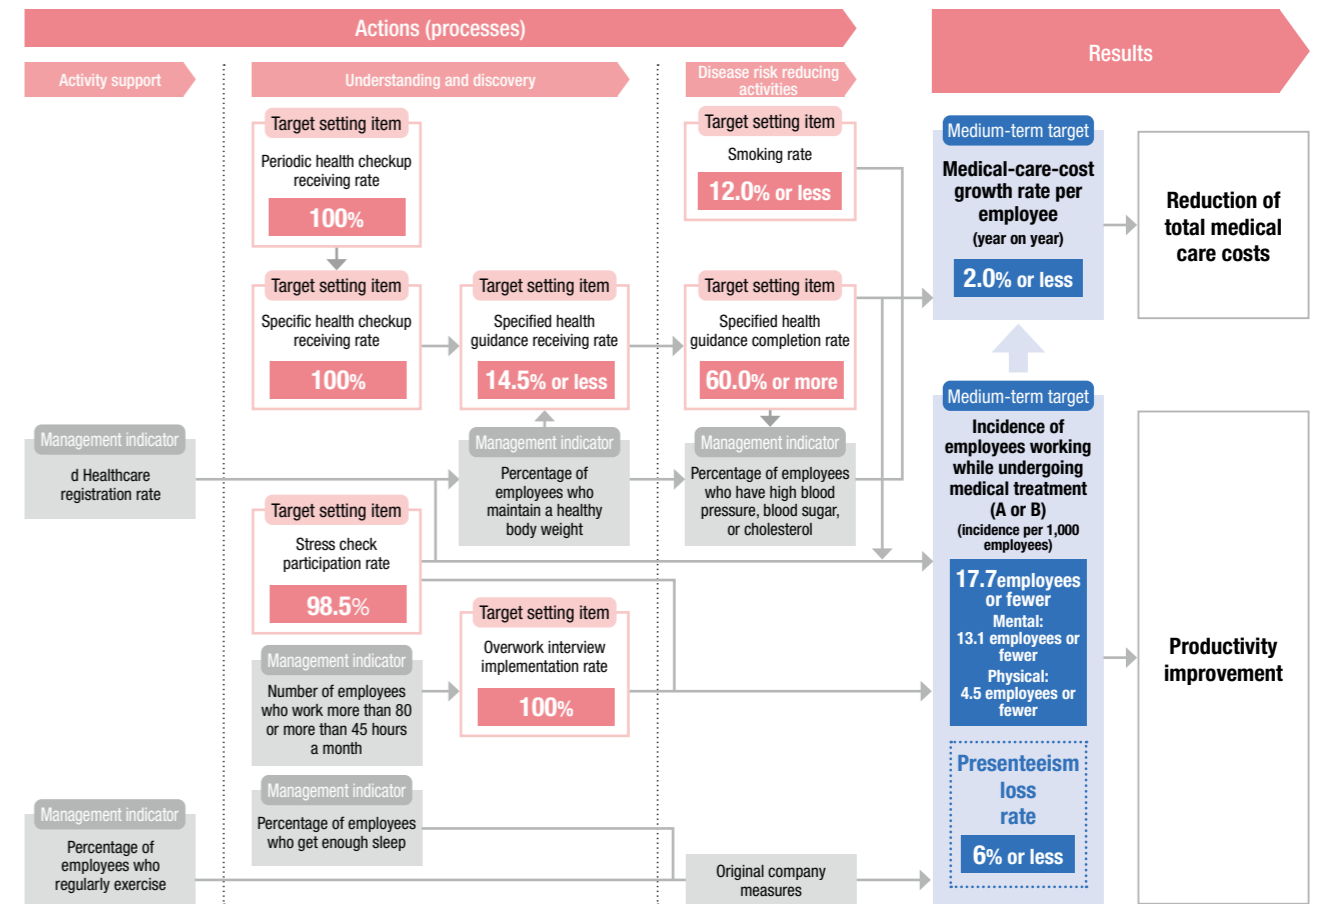 Actions (processes)
Results
Activity support
Understanding and discovery
Disease risk reducing
activities
Target setting item
Periodic health checkup
receiving rate
100%
Target setting item
Smoking rate
12.0% or less
Target setting item
Specific health checkup
receiving rate
100%
Target setting item
Specified health
guidance receiving rate
14.5% or less
Target setting item
Specified health
guidance completion rate
60.0% or more
Management indicator
d Healthcare
registration rate
Management indicator
Percentage of
employees who
maintain a healthy
body weight
Management indicator
Percentage of employees
who have high blood
pressure, blood sugar,
or cholesterol
Target setting item
Stress check
participation rate
98.5%
Target setting item
Overwork interview
implementation rate
100%
Management indicator
Number of employees
who work more than 80
or more than 45 hours
a month
Management indicator
Percentage of employees
who get enough sleep
Management indicator
Percentage of
employees who
regularly exercise
Original company
measures
Medium-term target
Medical-care-cost
growth rate per
employee
(year on year)
2.0% or less
Reduction of
total medical
care costs
Medium-term target
Incidence of
employees working
while undergoing
medical treatment
(A or B)
(incidence per 1,000
employees)
17.7employees
or fewer
Mental:
13.1 employees or
fewer
Physical:
4.5 employees or
fewer
Presenteeism
loss
rate
6% or less
Productivity
improvement